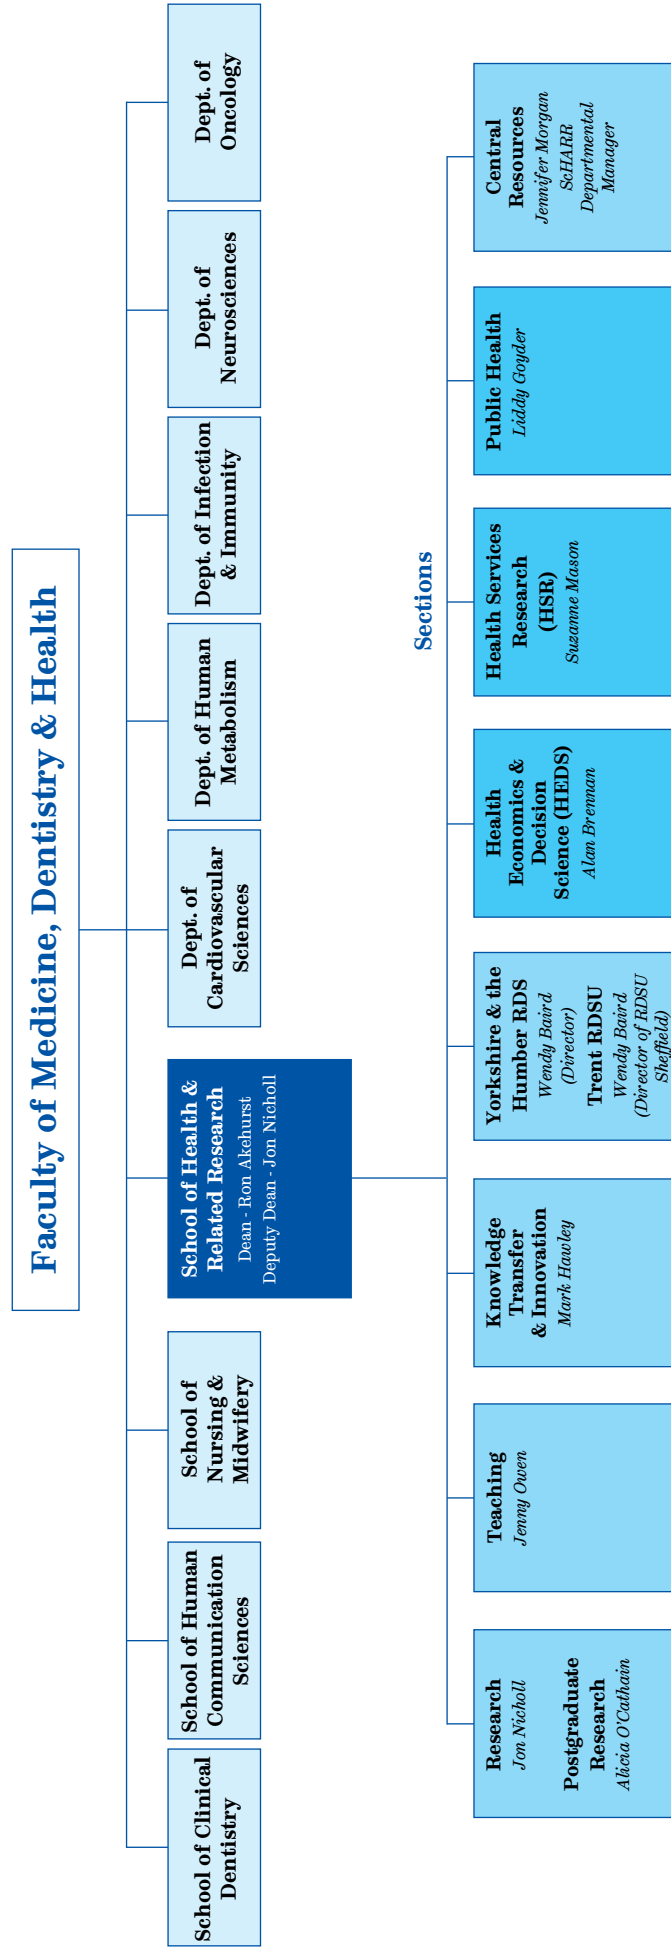 Faculty of Medicine, Dentistry & Health
School of Clinical
Dentistry
School of Human
Communication
Sciences
School of
Nursing &
Midwifery
School of Health &
Related Research
Dean - Ron Akehurst
Deputy Dean - Jon Nicholl
Dept. of
Cardiovascular
Sciences
Dept. of Human
Metabolism
Dept. of Infection
& Immunity
Dept. of
Neurosciences
Dept. of
Oncology
Sections
Research
Jon Nicholl
Postgraduate
Research
Alicia O'Cathain
Teaching
Jenny Owen
Knowledge
Transfer
& Innovation
Mark Hawley
Yorkshire & the
Humber RDS
Wendy Baird
(Director)
Trent RDSU
Wendy Baird
(Director of RDSU
Sheffield)
Health
Economics &
Decision
Science (HEDS)
Alan Brennan
Health Services
Research
(HSR)
Suzanne Mason
Public Health
Liddy Goyder
Central
Resources
Jennifer Morgan
ScHARR
Departmental
Manager